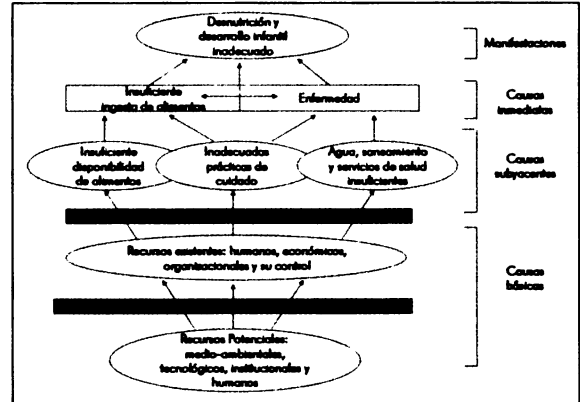 Desnutrición y
desarrollo infantil
inadecuado
Manifestaciones
Insuficiente
ingesta de alimentos
Enfermedad
Causas
inmediatas
Insuficiente
disponibilidad
de alimentos
Inadecuadas
prácticas de
cuidado
Agua, saneamiento
y servicios de salud
insuficientes
Causas
subyacentes
Recursos existentes: humanos, económicos,
organizacionales y su control
Causas
básicas
Recursos Potenciales:
medio-ambientales,
tecnológicos, institucionales y
humanos